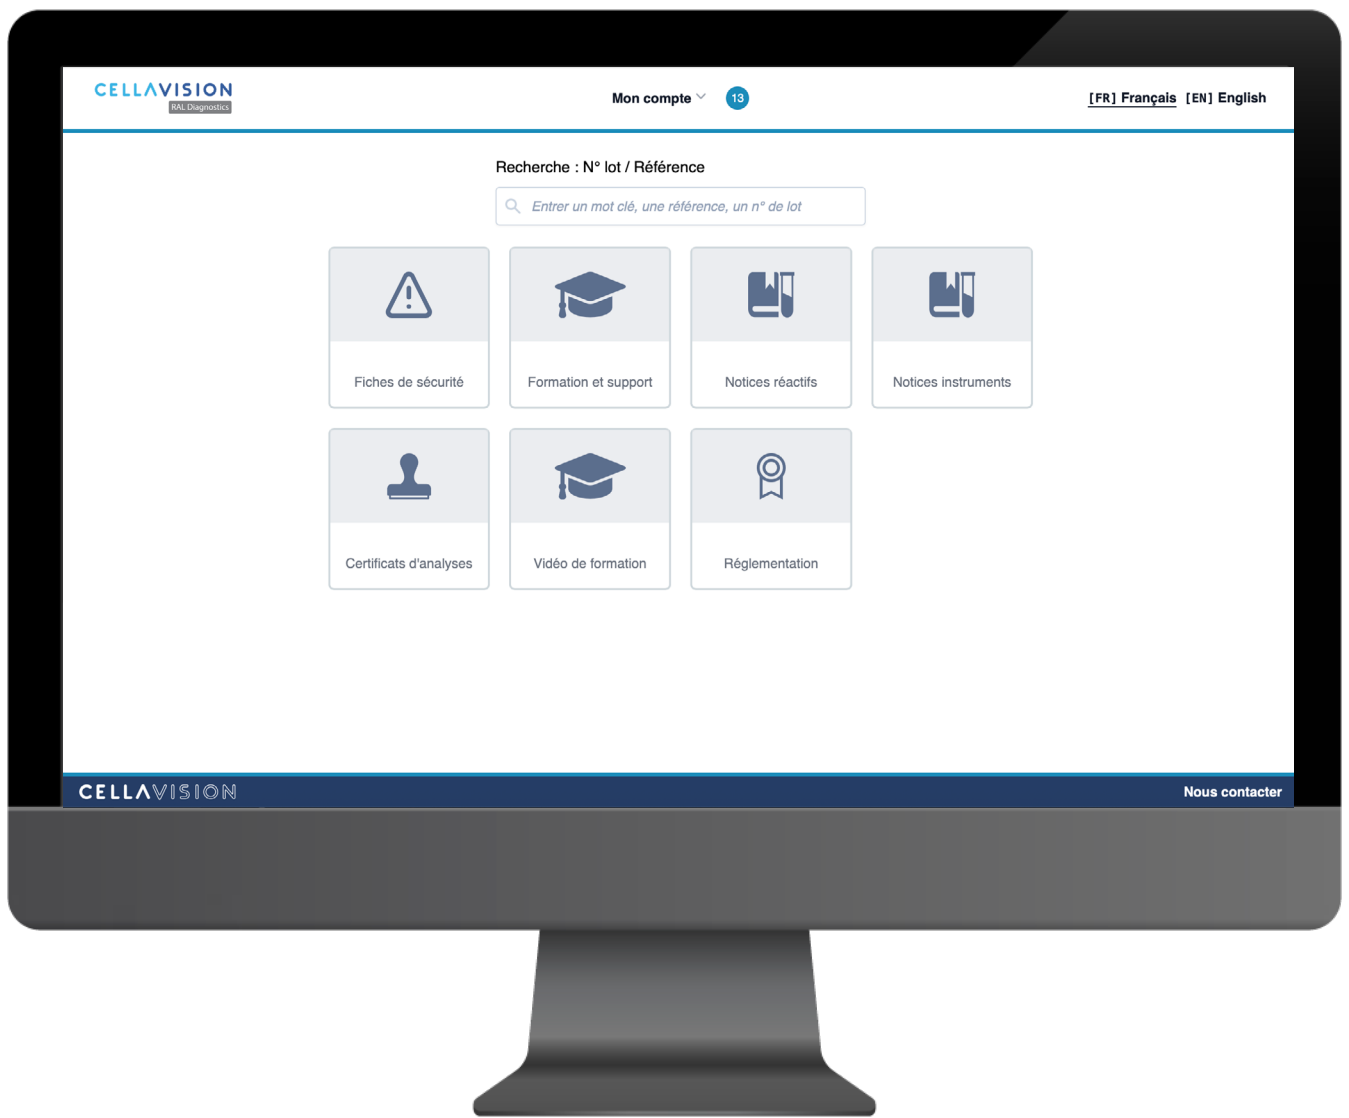 CELLAVISION
RAL Diagnostics
Mon compte
13
[FR] Français [EN] English
Recherche : N° lot / Référence
Entrer un mot clé, une référence, un n° de lot
Fiches de sécurité
Formation et support
Notices réactifs
Notices instruments
Certificats d'analyses
Vidéo de formation
Réglementation
CELLAVISION
Nous contacter